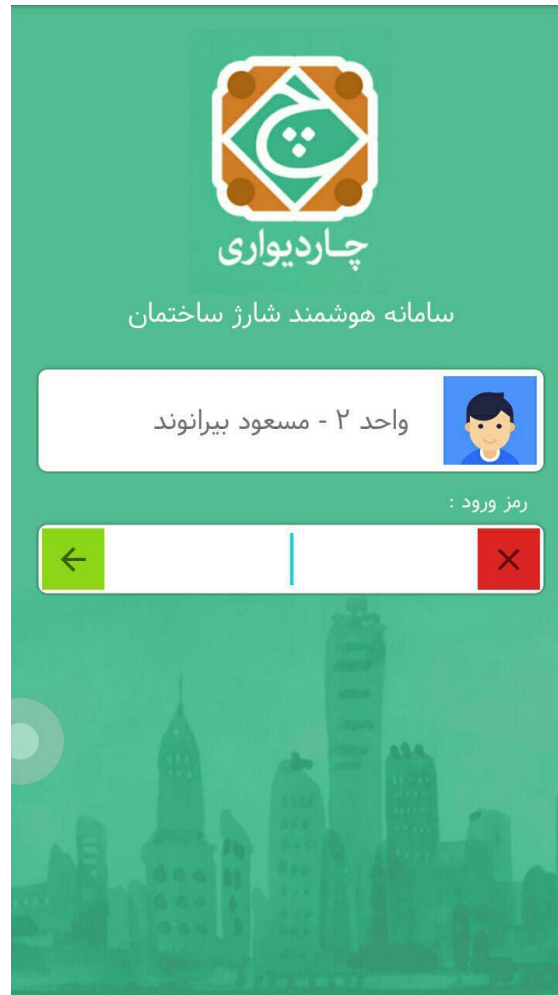 چ
چاردیواری
سامانه هوشمند شارژ ساختمان
واحد ۲ - مسعود بیرانوند
رمز ورود :